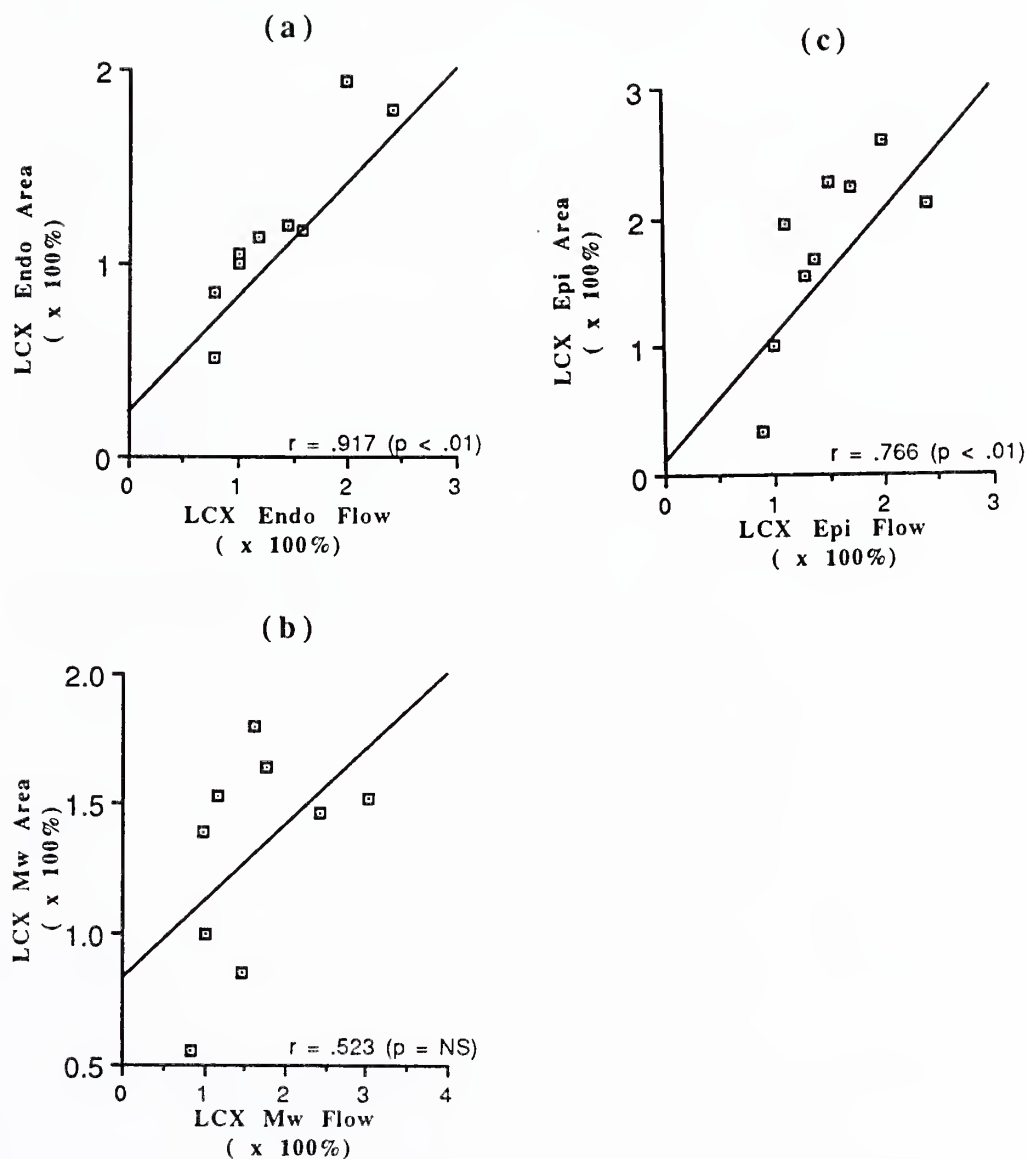 (a)
2
1
0
LCX Endo Area
( x 100%)
r = .917 (p < .01)
0 1 2 3
LCX Endo Flow
( x 100%)
(c)
3
2
1
0
LCX Epi Area
( x 100%)
r = .766 (p < .01)
0 1 2 3
LCX Epi Flow
( x 100%)
(b)
2.0
1.5
1.0
0.5
LCX Mw Area
( x 100%)
r = .523 (p = NS)
0 1 2 3 4
LCX Mw Flow
( x 100%)